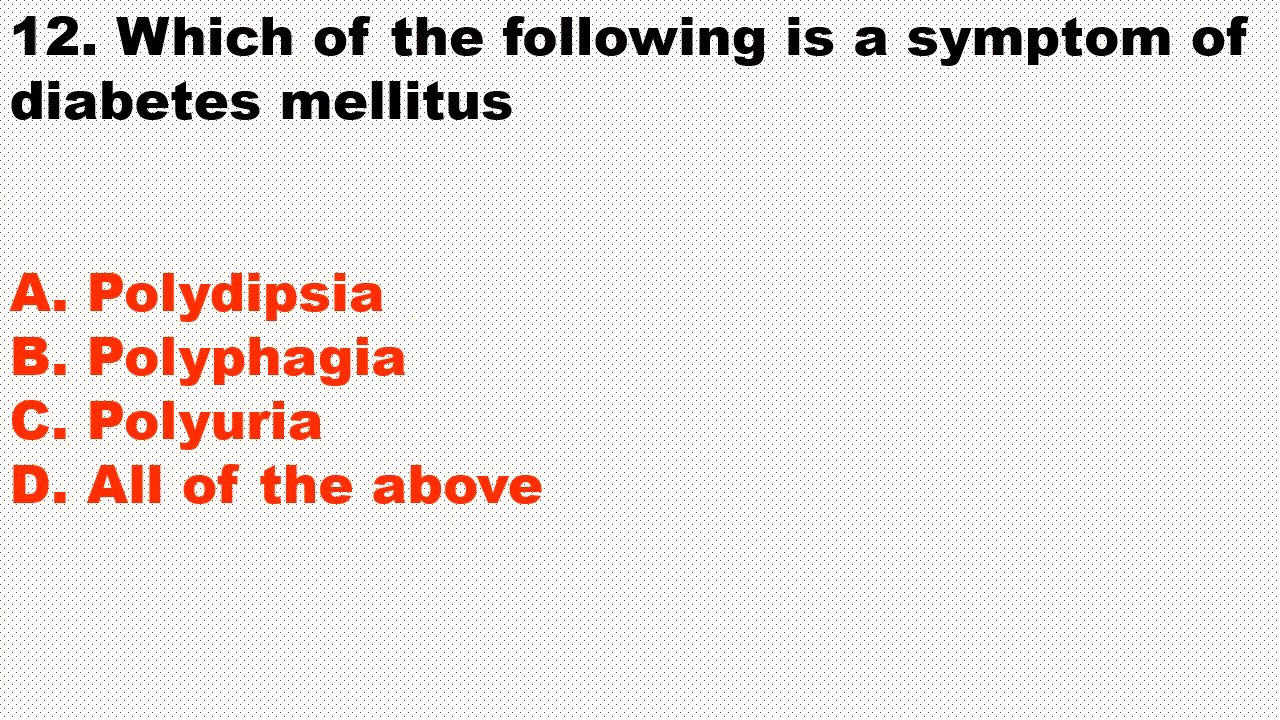 12. Which of the following is a symptom of
diabetes mellitus
A. Polydipsia
B. Polyphagia
C. Polyuria
D. All of the above